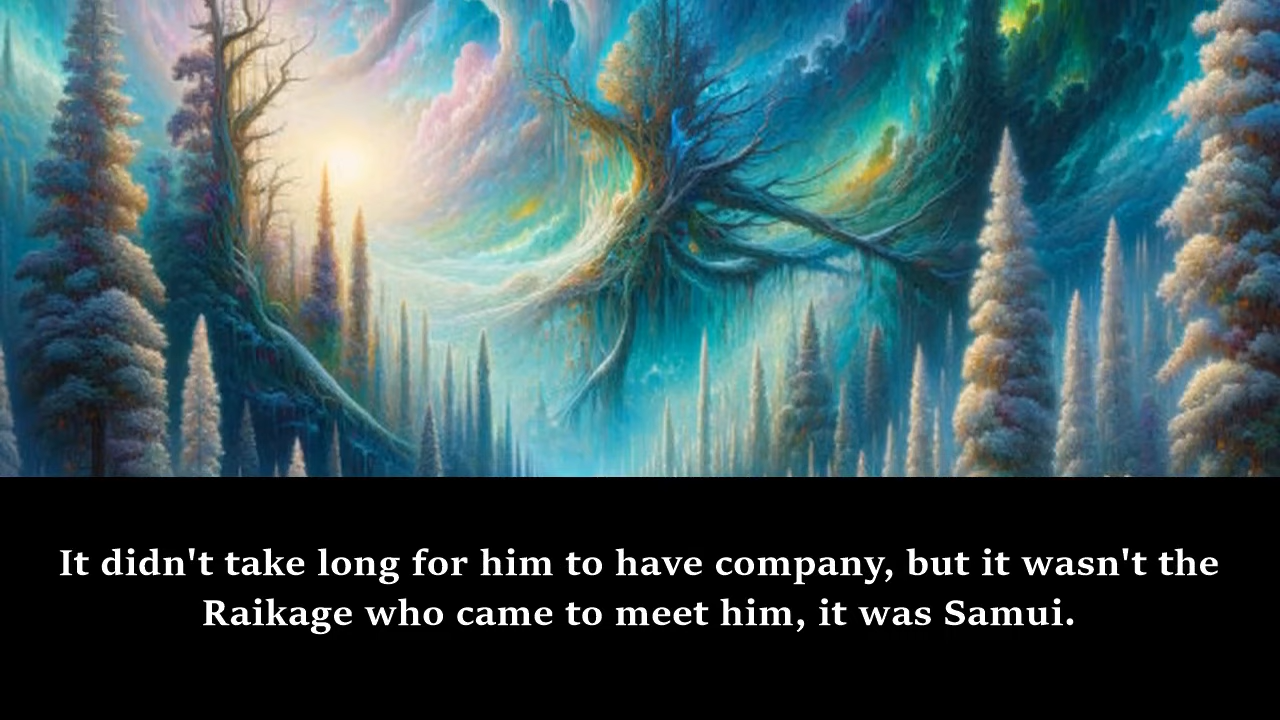 It didn't take long for him to have company, but it wasn't the
Raikage who came to meet him, it was Samui.